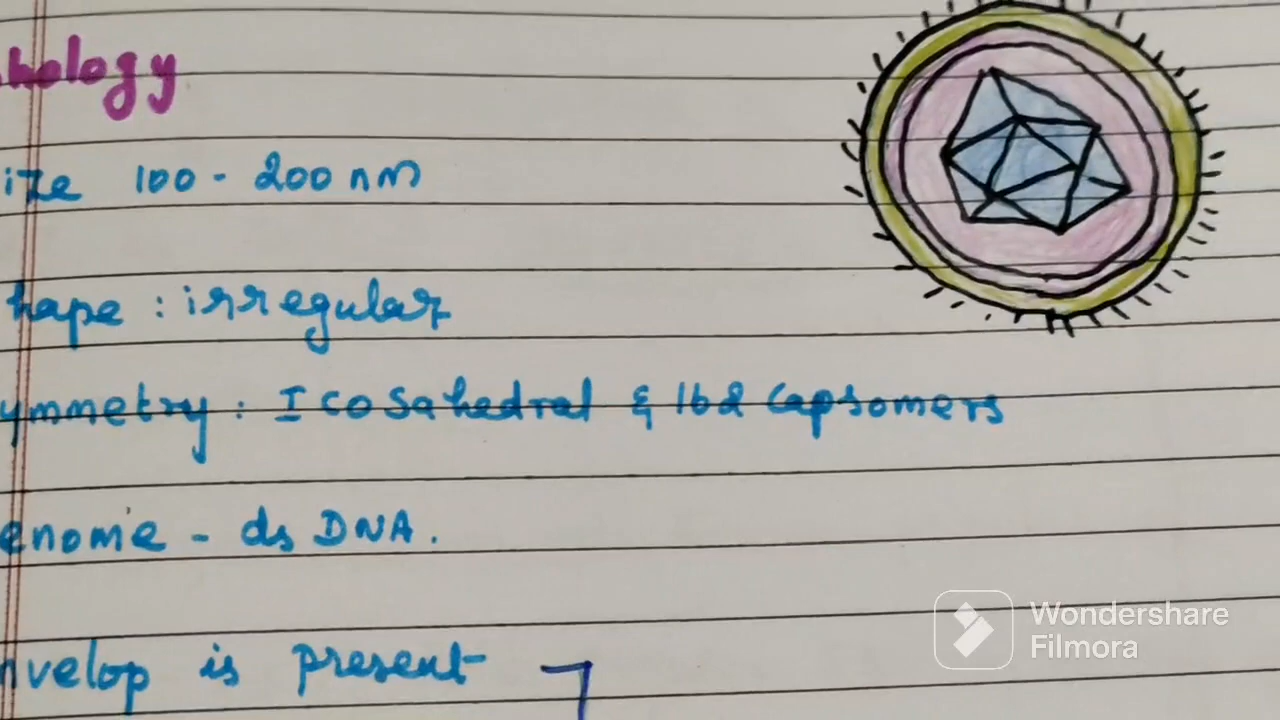 hology
ize 100 - 200 nm
hape : irregular
ymmetry : Icosahedral & 162 capsomers
enome - ds DNA.
nvelop is present
Wondershare
Filmora